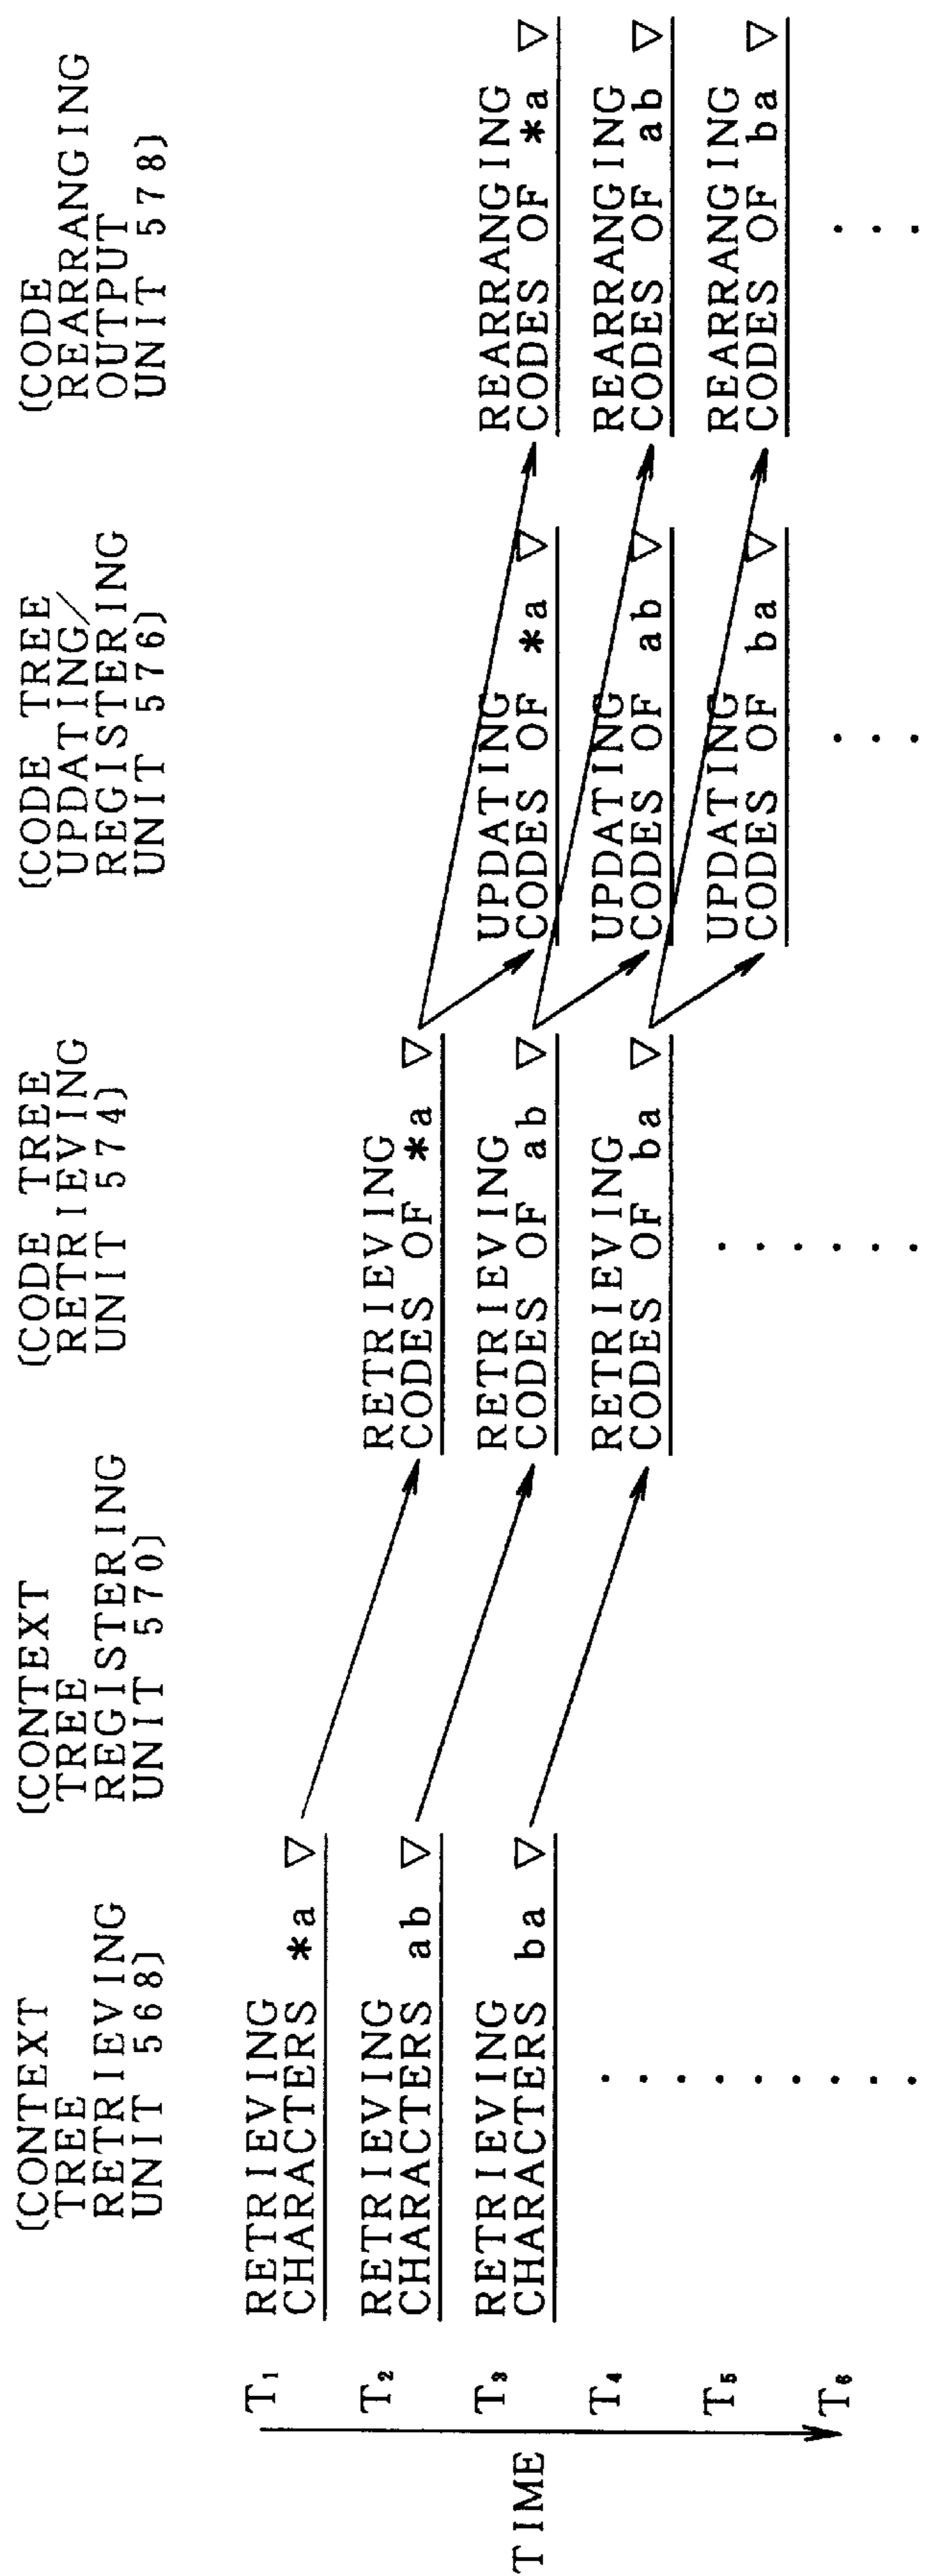 (CONTEXT
TREE
RETRIEVING
UNIT 568)
(CONTEXT
TREE
REGISTERING
UNIT 570)
(CODE TREE
RETRIEVING
UNIT 574)
(CODE TREE
UPDATING/
REGISTERING
UNIT 576)
(CODE
REARRANGING
OUTPUT
UNIT 578)
TIME
T₁
RETRIEVING
CHARACTERS *a ▽
T₂
RETRIEVING
CHARACTERS ab ▽
RETRIEVING
CODES OF *a ▽
T₃
RETRIEVING
CHARACTERS ba ▽
RETRIEVING
CODES OF ab ▽
UPDATING
CODES OF *a ▽
REARRANGING
CODES OF *a ▽
T₄
RETRIEVING
CODES OF ba ▽
UPDATING
CODES OF ab ▽
REARRANGING
CODES OF ab ▽
T₅
UPDATING
CODES OF ba ▽
REARRANGING
CODES OF ba ▽
T₆